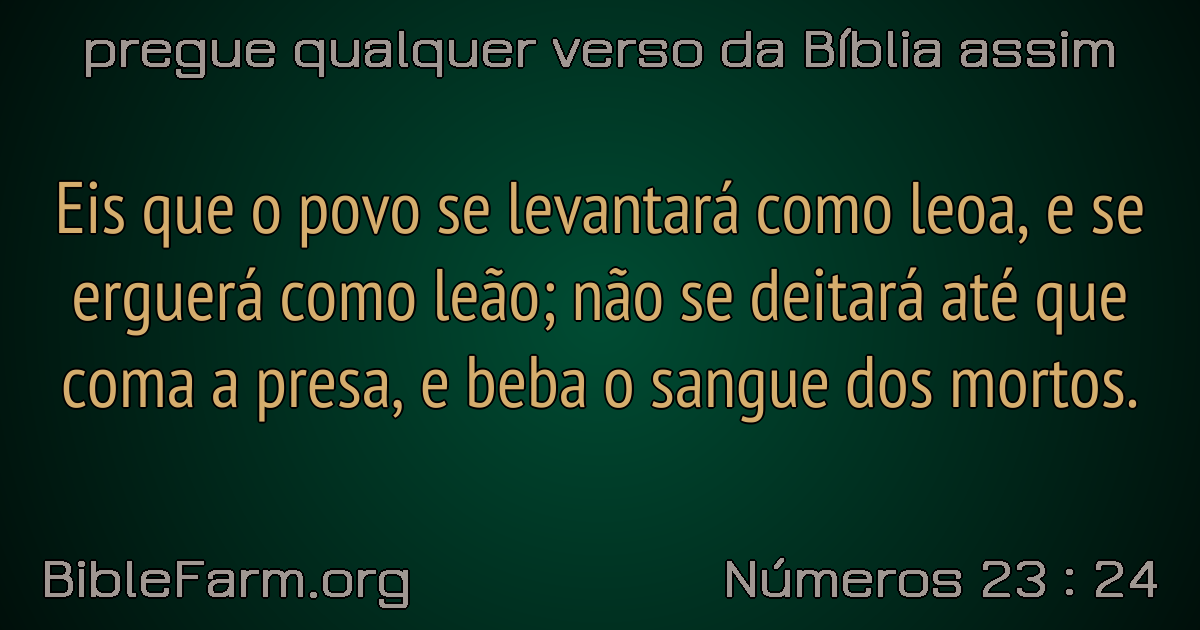 pregue qualquer verso da Bíblia assim
Eis que o povo se levantará como leoa, e se
erguerá como leão; não se deitará até que
coma a presa, e beba o sangue dos mortos.
BibleFarm.org
Números 23 : 24